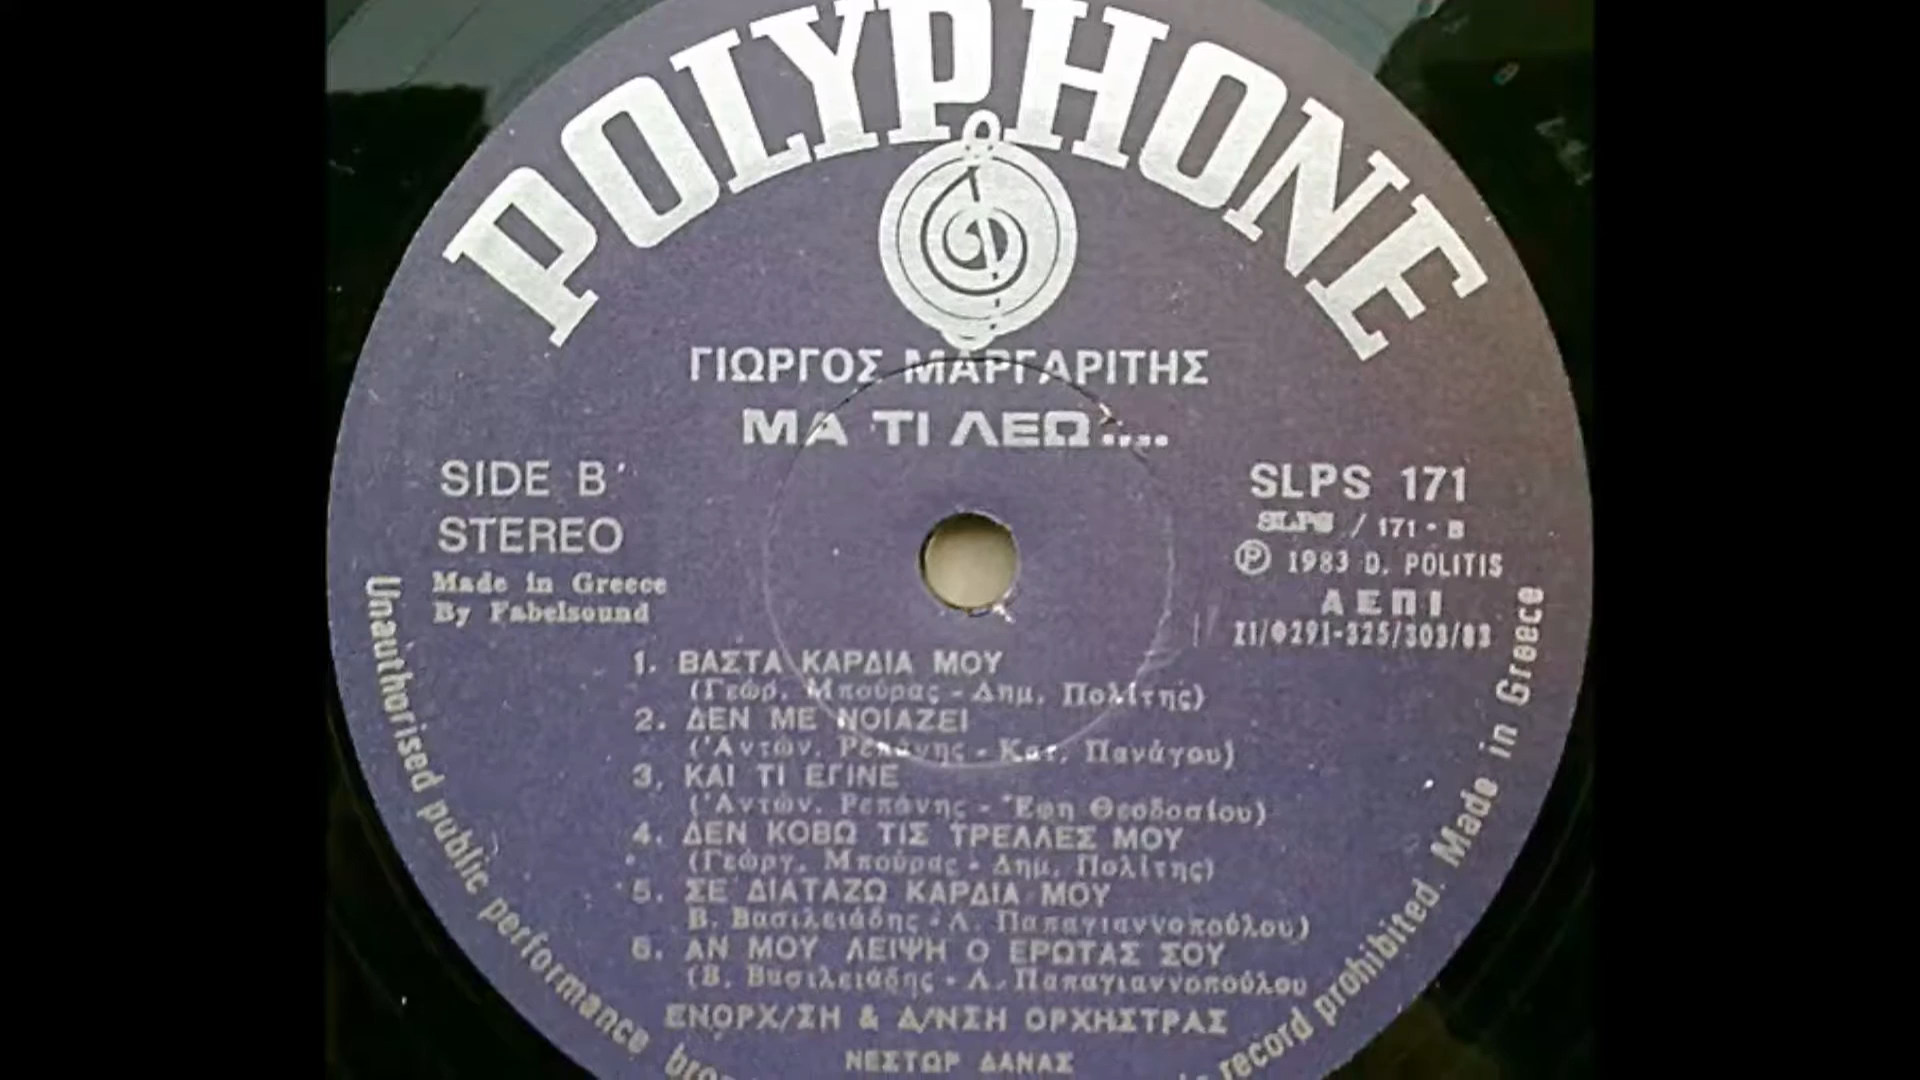 POLYPHONE
ΓΙΩΡΓΟΣ ΜΑΡΓΑΡΙΤΗΣ
ΜΑ ΤΙ ΛΕΩ....
SIDE B'
STEREO
Made in Greece
By Fabelsound
SLPS 171
SLPS / 171 - B
Ⓟ 1983 D. POLITIS
ΑΕΠΙ
ΣΙ/Φ291-325/303/83
1. ΒΑΣΤΑ ΚΑΡΔΙΑ ΜΟΥ
(Γεώρ. Μπούρας - Δημ. Πολίτης)
2. ΔΕΝ ΜΕ ΝΟΙΑΖΕΙ
('Αντών. Ρεπάνης - Κατ. Πανάγου)
3. ΚΑΙ ΤΙ ΕΓΙΝΕ
('Αντών. Ρεπάνης - Έφη Θεοδοσίου)
4. ΔΕΝ ΚΟΒΩ ΤΙΣ ΤΡΕΛΛΕΣ ΜΟΥ
(Γεώργ. Μπούρας - Δημ. Πολίτης)
5. ΣΕ ΔΙΑΤΑΖΩ ΚΑΡΔΙΑ ΜΟΥ
Β. Βασιλειάδης - Λ. Παπαγιαννοπούλου)
6. ΑΝ ΜΟΥ ΛΕΙΨΗ Ο ΕΡΩΤΑΣ ΣΟΥ
(Β. Βασιλειάδης - Λ. Παπαγιαννοπούλου
ΕΝΟΡΧ/ΣΗ & Δ/ΝΣΗ ΟΡΧΗΣΤΡΑΣ
ΝΕΣΤΩΡ ΔΑΝΑΣ
Unauthorised public performance
record prohibited. Made in Greece